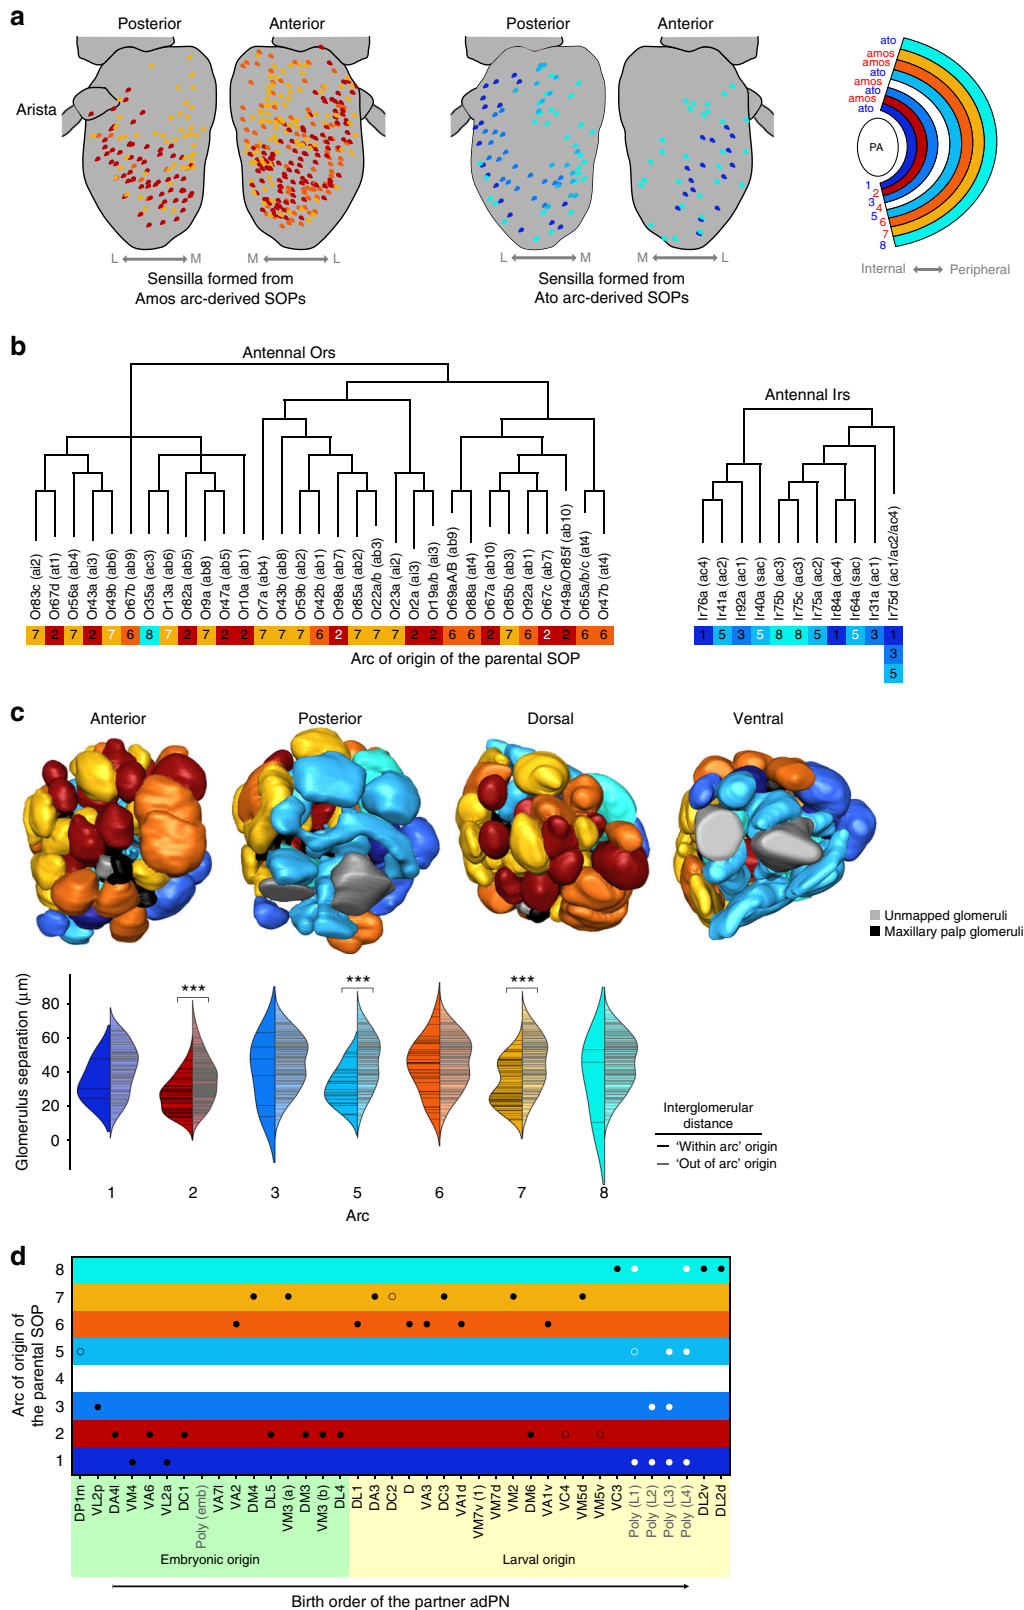 a
Posterior
Anterior
Arista
L
M
M
L
Sensilla formed from
Amos arc-derived SOPs
Posterior
Anterior
L
M
M
L
Sensilla formed from
Ato arc-derived SOPs
ato
amos
amos
ato
ato
amos
ato
PA
1
2
3
4
5
6
7
8
Internal
Peripheral
b
Antennal Ors
Or83c (ai2)
Or67d (at1)
Or56a (ab4)
Or43a (ai3)
Or49b (ab6)
Or67b (ab9)
Or35a (ac3)
Or13a (ab6)
Or82a (ab5)
Or9a (ab8)
Or47a (ab5)
Or10a (ab1)
Or7a (ab4)
Or43b (ab8)
Or59b (ab2)
Or42b (ab1)
Or98a (ab7)
Or85a (ab2)
Or22a/b (ab3)
Or23a (ai2)
Or2a (ai3)
Or19a/b (ai3)
Or69aA/B (ab9)
Or88a (at4)
Or67a (ab10)
Or85b (ab3)
Or92a (ab1)
Or67c (ab7)
Or49a/Or85f (ab10)
Or65a/b/c (at4)
Or47b (at4)
7 2 7 2 7 6 8 7 2 7 2 2 7 7 7 6 2 7 7 7 2 2 6 6 2 7 6 2 2 6 6
Arc of origin of the parental SOP
Antennal Irs
Ir76a (ac4)
Ir41a (ac2)
Ir92a (ac1)
Ir40a (sac)
Ir75b (ac3)
Ir75c (ac3)
Ir75a (ac2)
Ir84a (ac4)
Ir64a (sac)
Ir31a (ac1)
Ir75d (ac1/ac2/ac4)
1 5 3 5 8 8 5 1 5 3 1
3
5
c
Anterior
Posterior
Dorsal
Ventral
Unmapped glomeruli
Maxillary palp glomeruli
Glomerulus separation (μm)
80
60
40
20
0
***
***
***
1 2 3 5 6 7 8
Arc
Interglomerular
distance
'Within arc' origin
'Out of arc' origin
d
Arc of origin of
the parental SOP
8
7
6
5
4
3
2
1
DP1m
VL2p
DA4l
VM4
VA6
VL2a
DC1
Poly (emb)
VA7l
VA2
DM4
DL5
VM3 (a)
DM3
VM3 (b)
DL4
DL1
DA3
DC2
D
VA3
DC3
VA1d
VM7v (1)
VM7d
VM2
DM6
VA1v
VC4
VM5d
VM5v
VC3
Poly (L1)
Poly (L2)
Poly (L3)
Poly (L4)
DL2v
DL2d
Embryonic origin
Larval origin
Birth order of the partner adPN